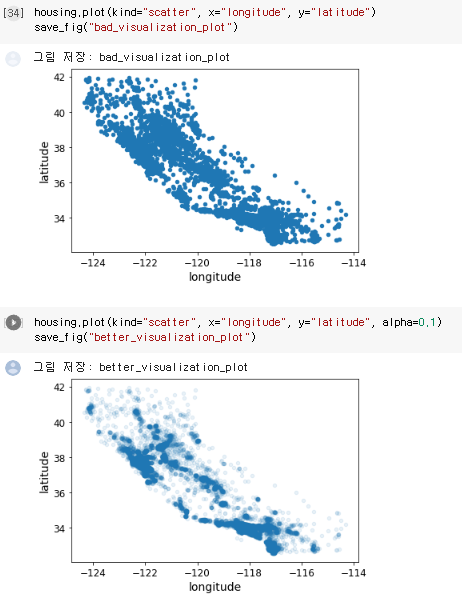 [34] housing.plot(kind="scatter", x="longitude", y="latitude")
save_fig("bad_visualization_plot")
그림 저장: bad_visualization_plot
42
40
38
36
34
latitude
−124 −122 −120 −118 −116 −114
longitude
housing.plot(kind="scatter", x="longitude", y="latitude", alpha=0.1)
save_fig("better_visualization_plot")
그림 저장: better_visualization_plot
42
40
38
36
34
latitude
−124 −122 −120 −118 −116 −114
longitude